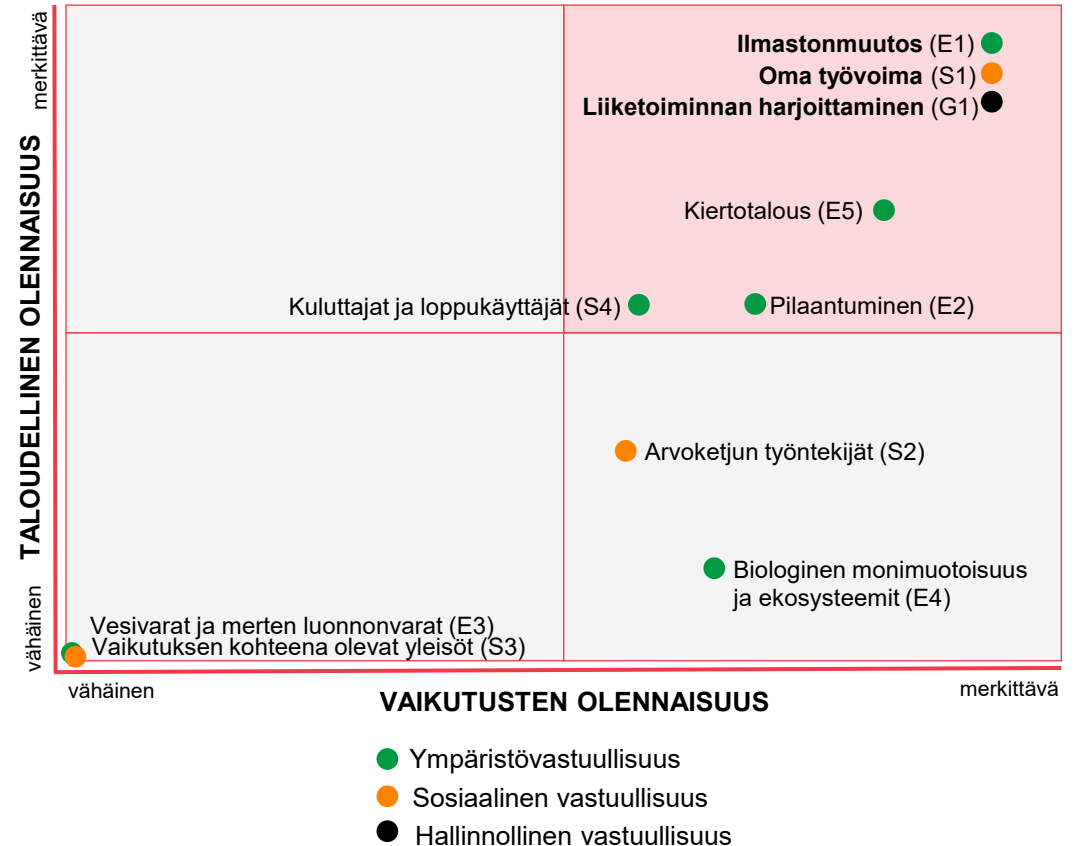 merkittävä
TALOUDELLINEN OLENNAISUUS
vähäinen
Ilmastonmuutos (E1)
Oma työvoima (S1)
Liiketoiminnan harjoittaminen (G1)
Kiertotalous (E5)
Kuluttajat ja loppukäyttäjät (S4)
Pilaantuminen (E2)
Arvoketjun työntekijät (S2)
Biologinen monimuotoisuus
ja ekosysteemit (E4)
Vesivarat ja merten luonnonvarat (E3)
Vaikutuksen kohteena olevat yleisöt (S3)
vähäinen
VAIKUTUSTEN OLENNAISUUS
merkittävä
Ympäristövastuullisuus
Sosiaalinen vastuullisuus
Hallinnollinen vastuullisuus